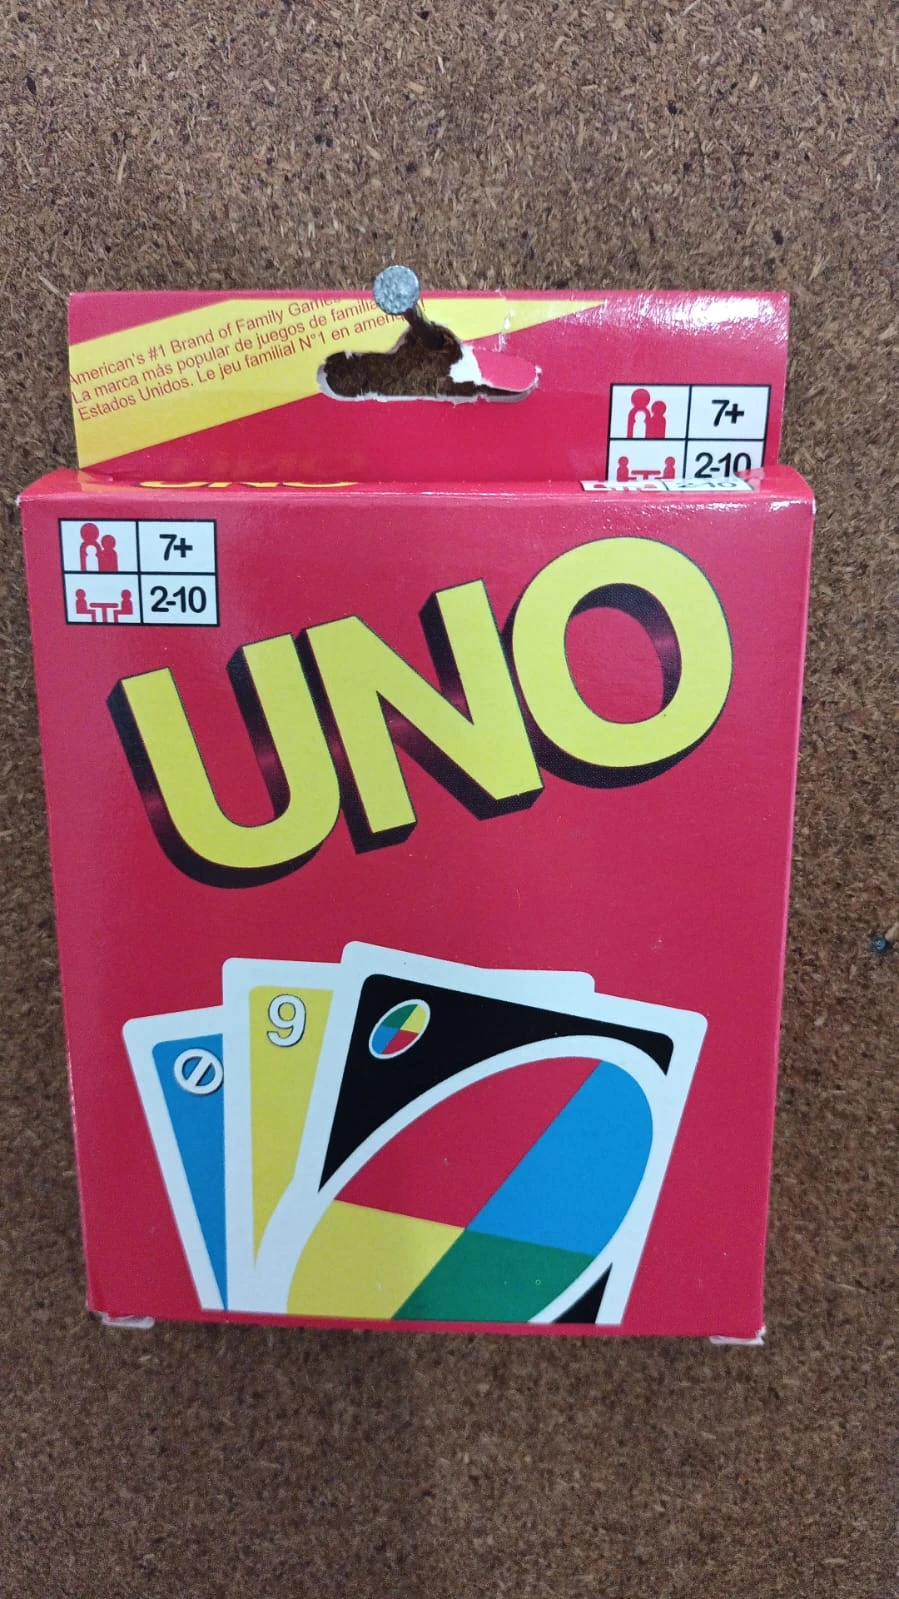 American's #1 Brand of Family Games
La marca más popular de juegos de familia
Estados Unidos. Le jeu familial N°1 en
7+
2-10
7+
2-10
UNO
9